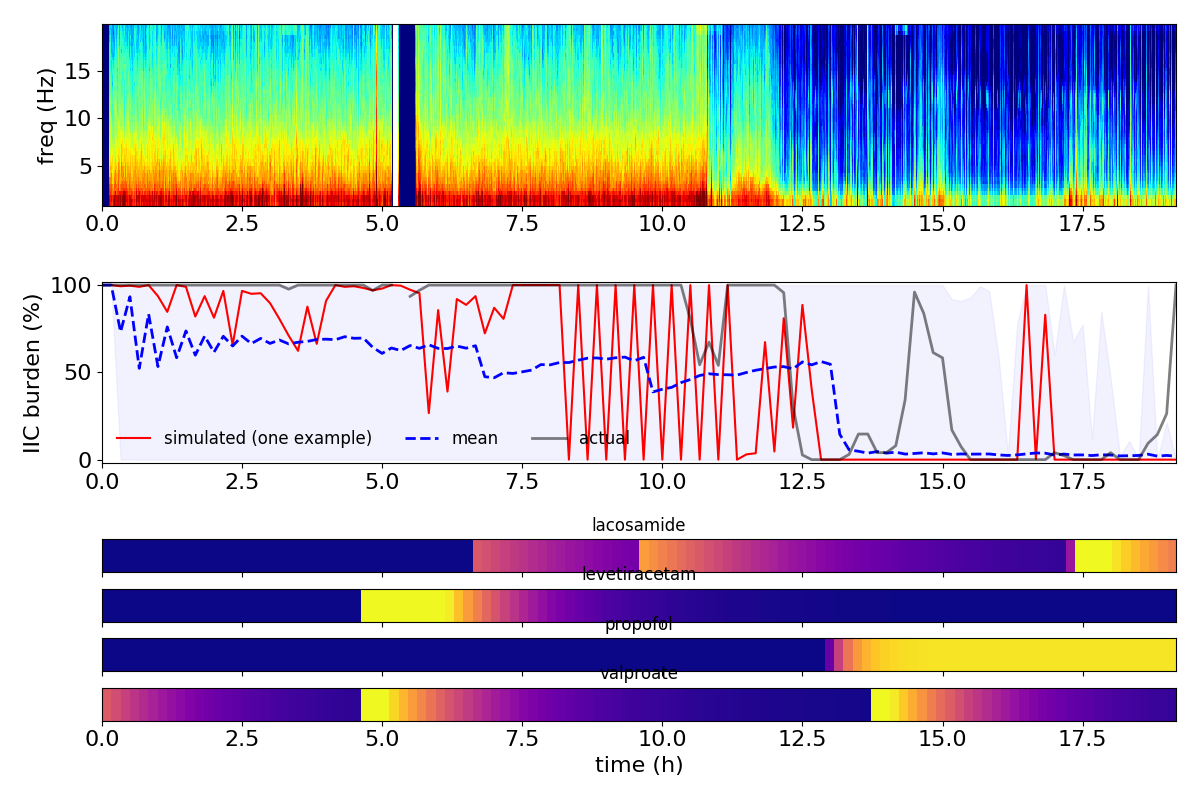 freq (Hz)
15
10
5
0.0 2.5 5.0 7.5 10.0 12.5 15.0 17.5
IIC burden (%)
100
50
0
simulated (one example) mean actual
0.0 2.5 5.0 7.5 10.0 12.5 15.0 17.5
lacosamide
levetiracetam
propofol
valproate
0.0 2.5 5.0 7.5 10.0 12.5 15.0 17.5
time (h)